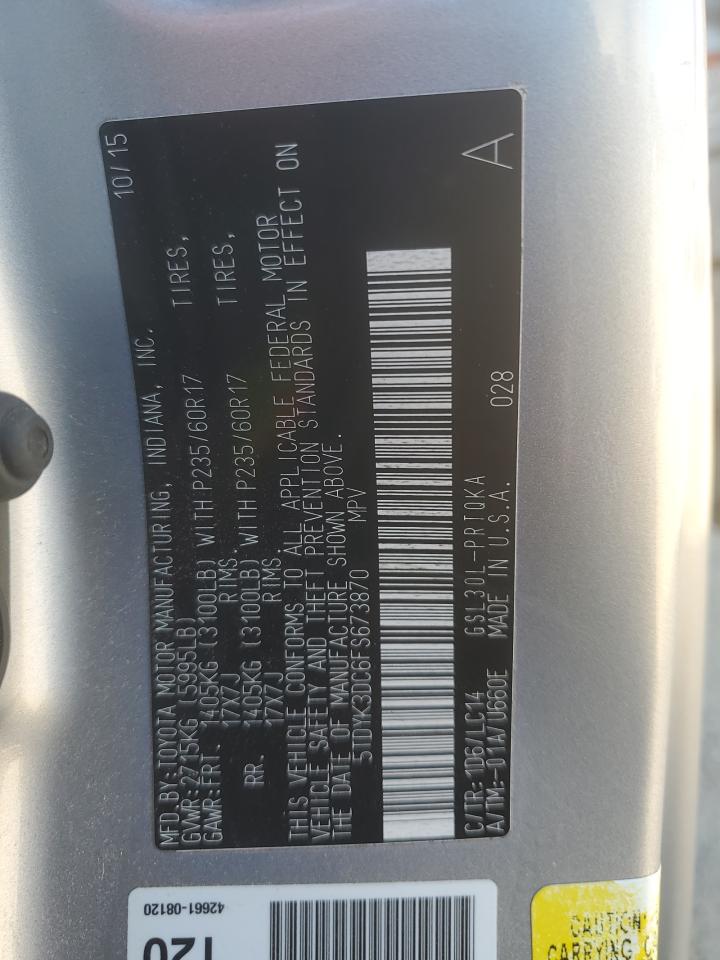 MFD.BY:TOYOTA MOTOR MANUFACTURING, INDIANA, INC. 10/15
GVWR:2715KG (5995LB)
GAWR:FRT. 1405KG (3100LB) WITH P235/60R17 TIRES,
17X7J RIMS.
RR. 1405KG (3100LB) WITH P235/60R17 TIRES,
17X7J RIMS.
THIS VEHICLE CONFORMS TO ALL APPLICABLE FEDERAL MOTOR
VEHICLE SAFETY AND THEFT PREVENTION STANDARDS IN EFFECT ON
THE DATE OF MANUFACTURE SHOWN ABOVE.
5TDYK3DC6FS673870 MPV
C/TR:1D6/LC14 GSL30L-PRTQKA A
A/TM:-01A/U660E MADE IN U.S.A. 028
42661-08120
120
CAUTION
CARRYING